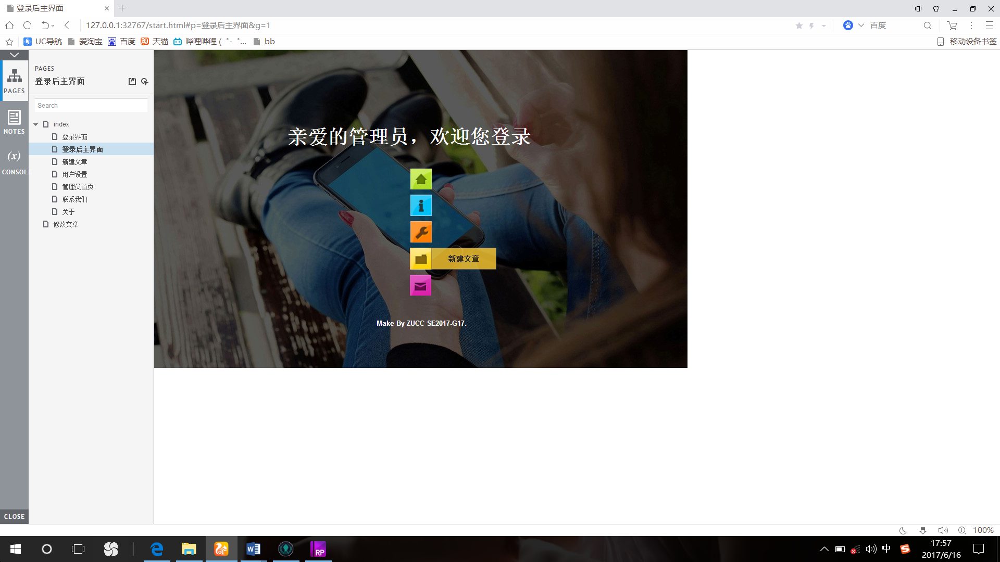 登录后主界面
127.0.0.1:32767/start.html#p=登录后主界面&g=1
百度
UC导航
爱淘宝
百度
天猫
哔哩哔哩 ( ゜- ゜...
bb
移动设备书签
PAGES
NOTES
(x)
CONSOL
CLOSE
PAGES
登录后主界面
Search
index
登录界面
登录后主界面
新建文章
用户设置
管理员首页
联系我们
关于
修改文章
亲爱的管理员，欢迎您登录
新建文章
Make By ZUCC SE2017-G17.
100%
RP
中
17:57
2017/6/16